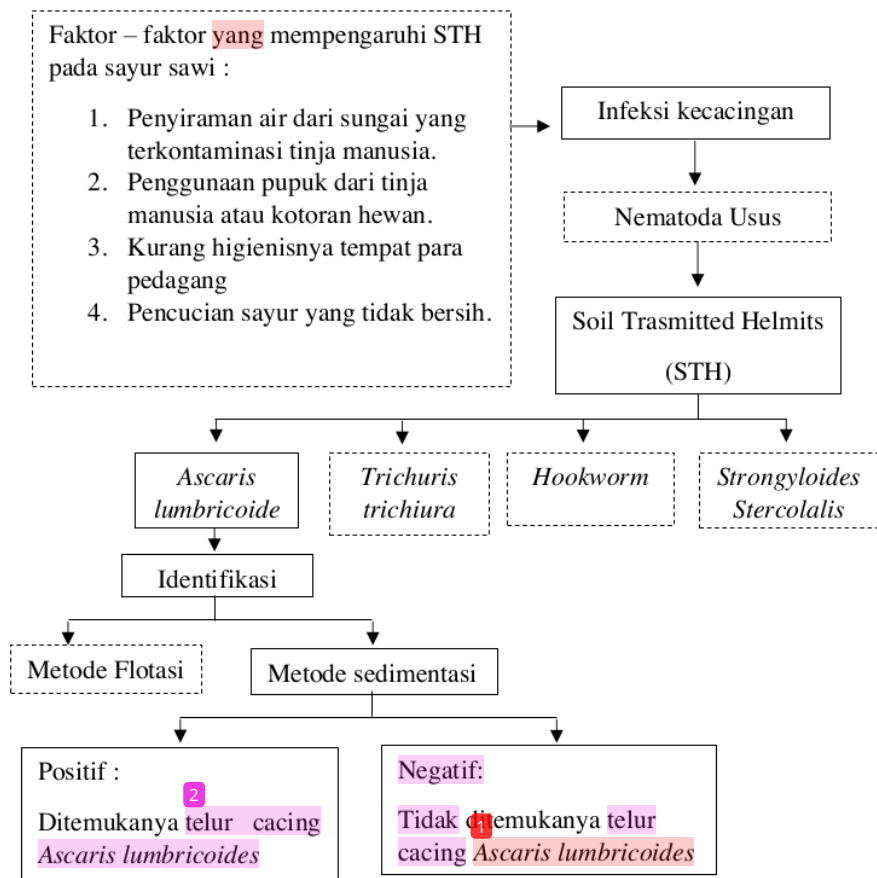 Faktor – faktor yang mempengaruhi STH
pada sayur sawi :
1. Penyiraman air dari sungai yang
terkontaminasi tinja manusia.
2. Penggunaan pupuk dari tinja
manusia atau kotoran hewan.
3. Kurang higienisnya tempat para
pedagang
4. Pencucian sayur yang tidak bersih.
Infeksi kecacingan
Nematoda Usus
Soil Trasmitted Helmits
(STH)
Ascaris
lumbricoide
Trichuris
trichiura
Hookworm
Strongyloides
Stercolalis
Identifikasi
Metode Flotasi
Metode sedimentasi
Positif :
2
Ditemukanya telur cacing
Ascaris lumbricoides
Negatif:
1
Tidak ditemukanya telur
cacing Ascaris lumbricoides